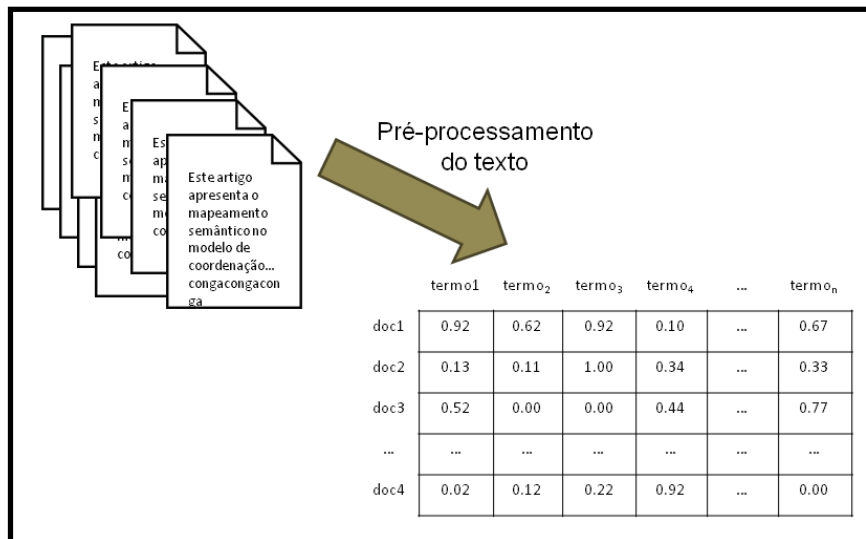 Este artigo
apresenta o
mapeamento
semântico no
modelo de
coordenação...
congacongacon
ga
Pré-processamento
do texto
termo1 termo₂ termo₃ termo₄ ... termoₙ
doc1 0.92 0.62 0.92 0.10 ... 0.67
doc2 0.13 0.11 1.00 0.34 ... 0.33
doc3 0.52 0.00 0.00 0.44 ... 0.77
... ... ... ... ... ... ...
doc4 0.02 0.12 0.22 0.92 ... 0.00